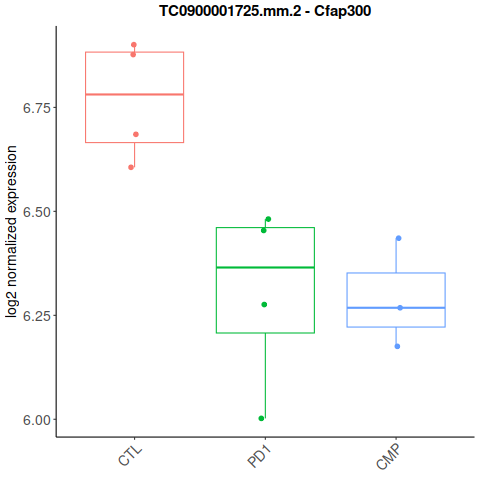 TC0900001725.mm.2 - Cfap300
log2 normalized expression
6.75
6.50
6.25
6.00
CTL
PD1
CMP